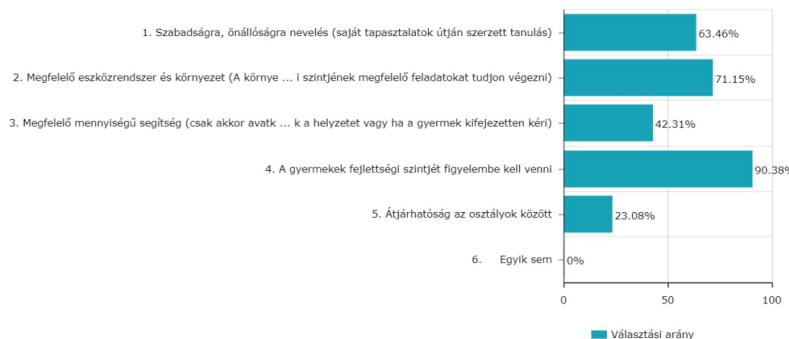 1. Szabadságra, önállóságra nevelés (saját tapasztalatok útján szerzett tanulás)
63.46%
2. Megfelelő eszközrendszer és környezet (A környe ... i szintjének megfelelő feladatokat tudjon végezni)
71.15%
3. Megfelelő mennyiségű segítség (csak akkor avatk ... k a helyzetet vagy ha a gyermek kifejezetten kéri)
42.31%
4. A gyermekek fejlettségi szintjét figyelembe kell venni
90.38%
5. Átjárhatóság az osztályok között
23.08%
6. Egyik sem
0%
0 50 100
Választási arány